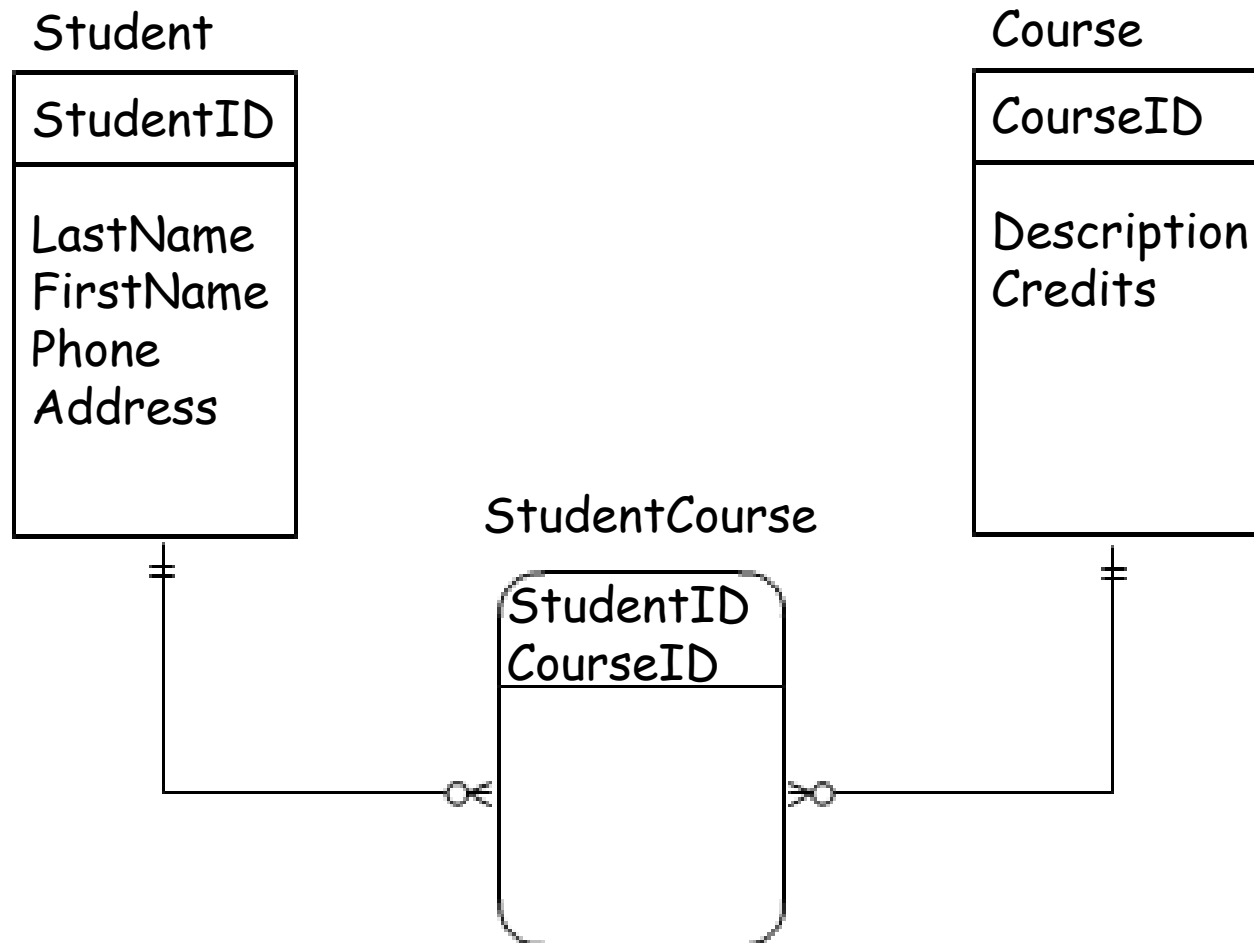 Student
StudentID
LastName
FirstName
Phone
Address
Course
CourseID
Description
Credits
StudentCourse
StudentID
CourseID